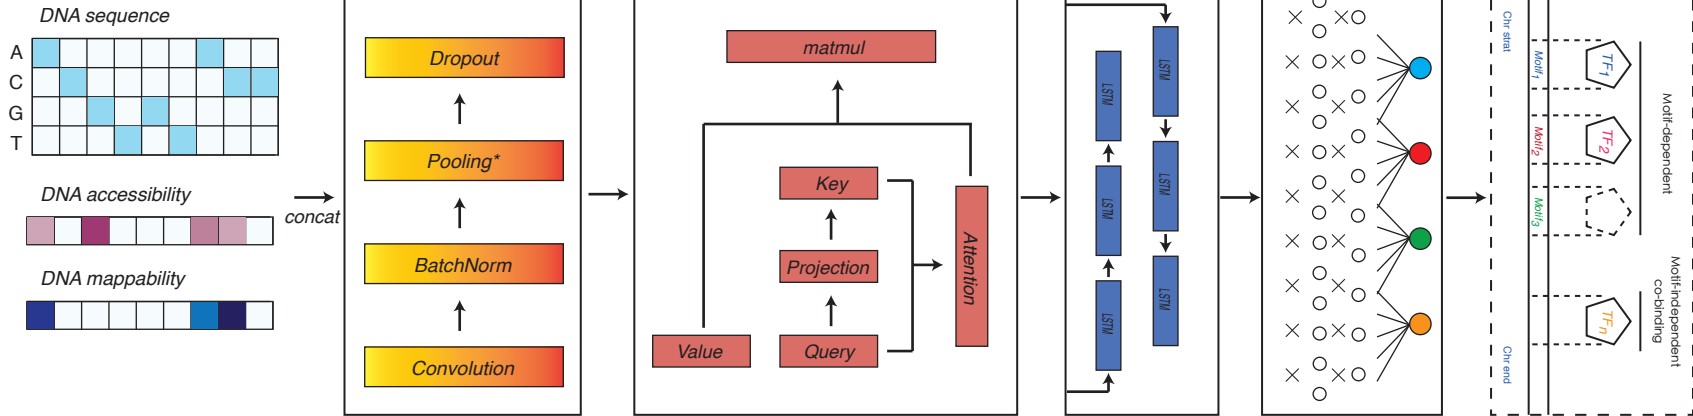 DNA sequence
A
C
G
T
DNA accessibility
DNA mappability
concat
Dropout
Pooling*
BatchNorm
Convolution
matmul
Key
Projection
Query
Value
Attention
LSTM
LSTM
LSTM
LSTM
LSTM
LSTM
Chr strat
Chr end
Motif1
Motif2
Motif3
TF1
TF2
TFn
Motif-dependent
Motif-independent
co-binding